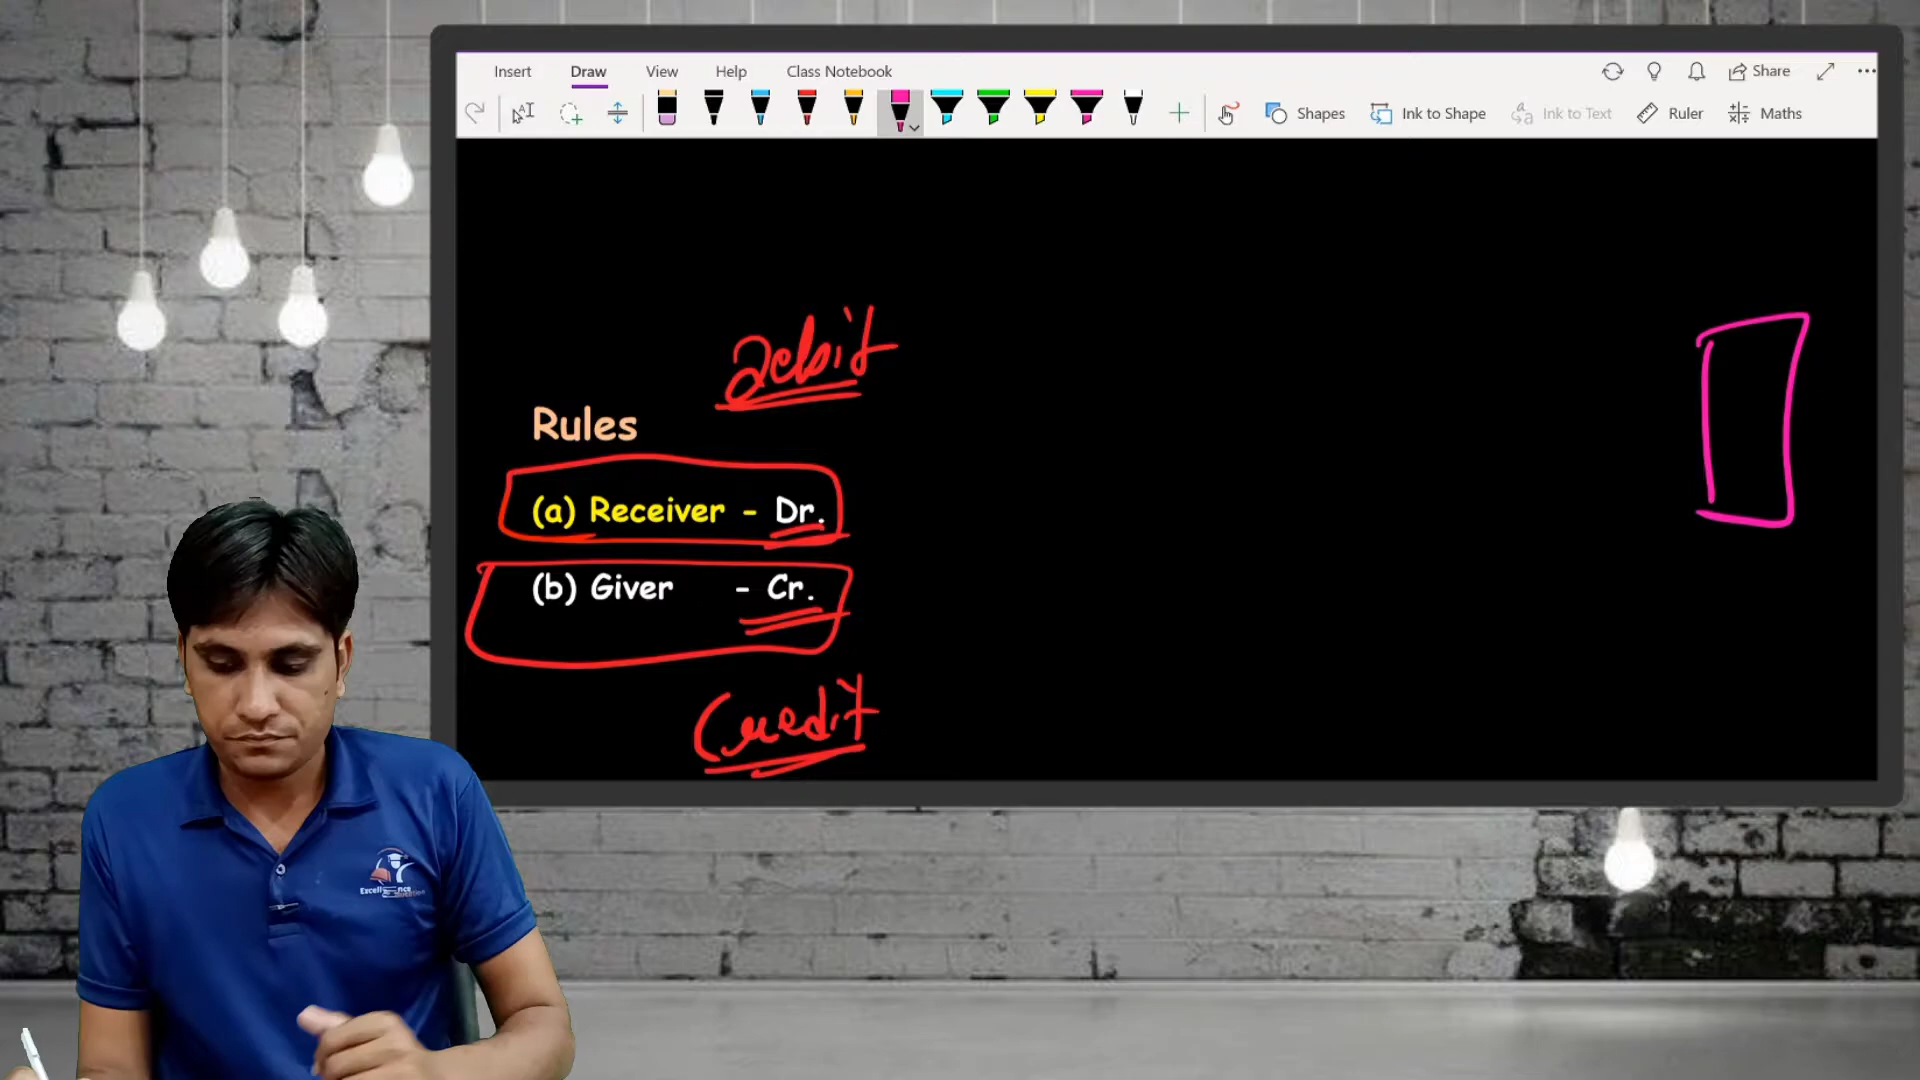 Insert Draw View Help Class Notebook Share
Shapes Ink to Shape Ink to Text Ruler Maths
Debit
Rules
(a) Receiver - Dr.
(b) Giver - Cr.
Credit